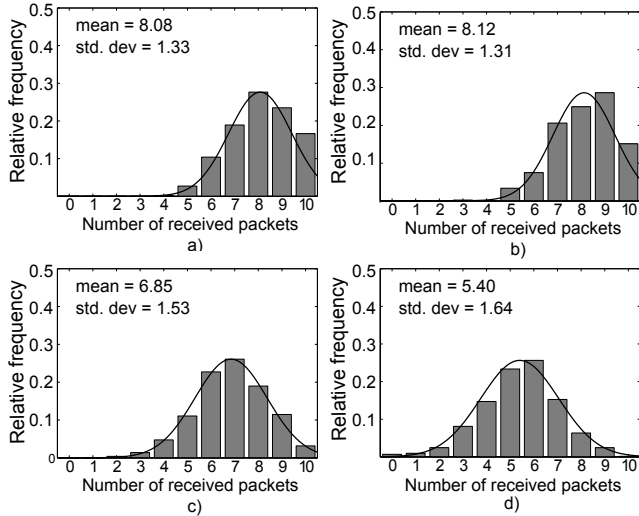 0.5
0.4
0.3
0.2
0.1
Relative frequency
mean = 8.08
std. dev = 1.33
0 1 2 3 4 5 6 7 8 9 10
Number of received packets
a)
0.5
0.4
0.3
0.2
0.1
Relative frequency
mean = 8.12
std. dev = 1.31
0 1 2 3 4 5 6 7 8 9 10
Number of received packets
b)
0.5
0.4
0.3
0.2
0.1
0
Relative frequency
mean = 6.85
std. dev = 1.53
0 1 2 3 4 5 6 7 8 9 10
Number of received packets
c)
0.5
0.4
0.3
0.2
0.1
0
Relative frequency
mean = 5.40
std. dev = 1.64
0 1 2 3 4 5 6 7 8 9 10
Number of received packets
d)